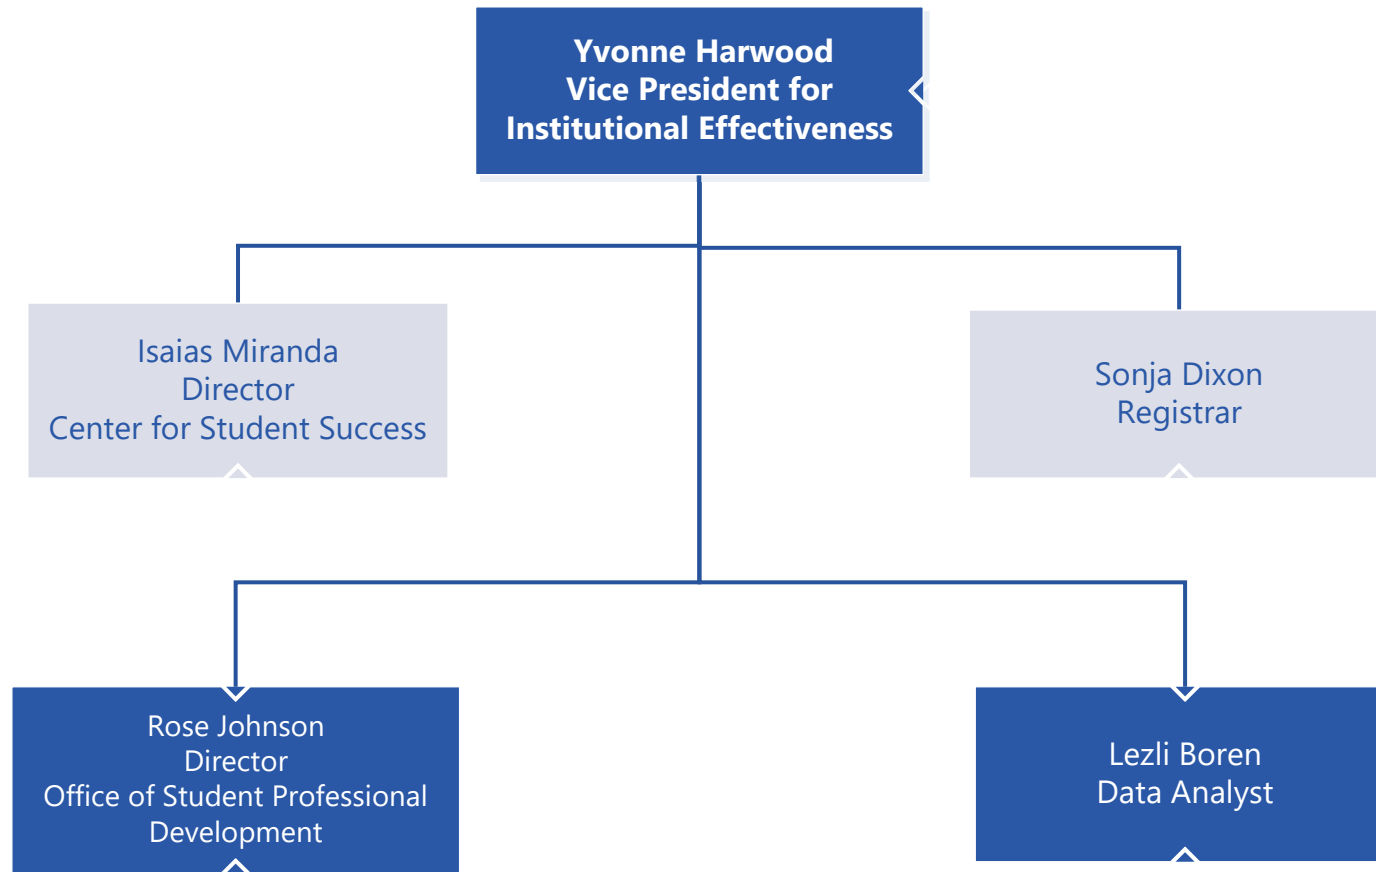 Yvonne Harwood
Vice President for
Institutional Effectiveness
Isaias Miranda
Director
Center for Student Success
Sonja Dixon
Registrar
Rose Johnson
Director
Office of Student Professional
Development
Lezli Boren
Data Analyst